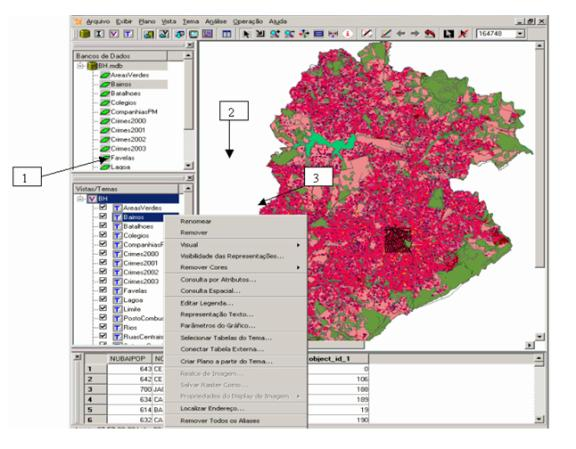 Arquivo Exibir Plano Vista Tema Análise Operação Ajuda
164748
Bancos de Dados
BH.mdb
AreasVerdes
Bairros
Batalhoes
Colegios
CompanhiasPM
Crimes2000
Crimes2001
Crimes2002
Crimes2003
Favelas
Lagoa
1
2
3
Vistas/Temas
BH
AreasVerdes
Bairros
Batalhoes
Colegios
Companhias
Crimes2000
Crimes2001
Crimes2002
Crimes2003
Favelas
Lagoa
Limite
PostoCombus
Rios
RuasCentrais
Renomear
Remover
Visual
Visibilidade das Representações...
Remover Cores
Consulta por Atributos...
Consulta Espacial...
Editar Legenda...
Representação Texto...
Parâmetros do Gráfico...
Selecionar Tabelas do Tema...
Conectar Tabela Externa...
Criar Plano a partir do Tema...
Realce de Imagem...
Salvar Raster Como...
Propriedades do Display de Imagem
Localizar Endereço...
Remover Todos os Aliases
NUBAIPOP object_id_1
1 643 CE 0
2 642 CE 106
3 700 JAI 188
4 634 CA 189
5 614 BA 19
6 632 CA 190